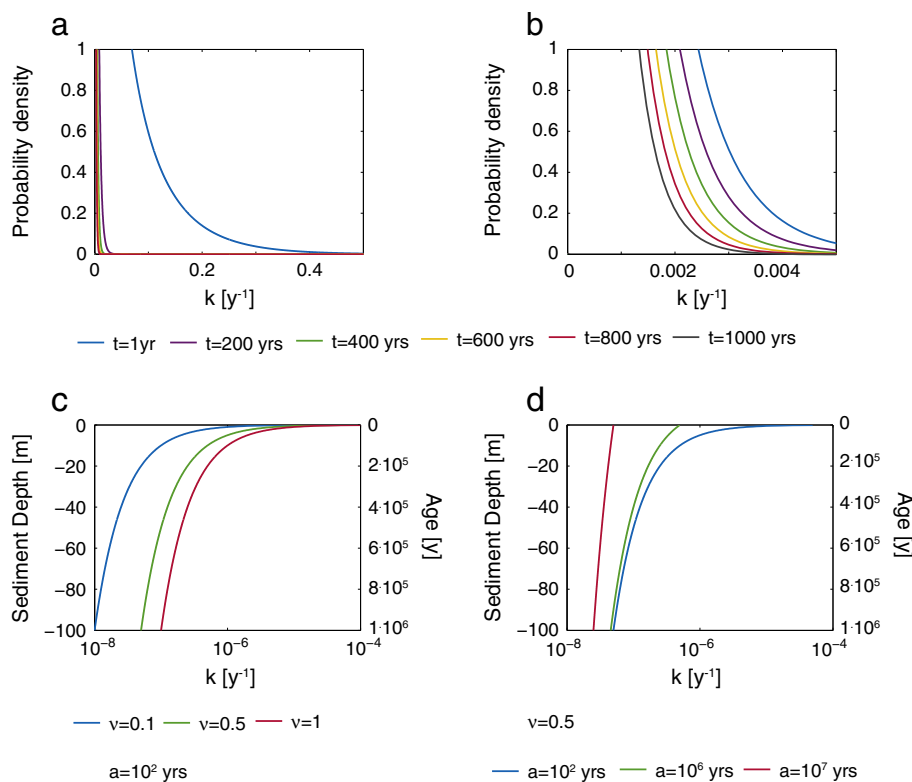 a
b
Probability density
1
0.8
0.6
0.4
0.2
0
0
0.2
0.4
k [y⁻¹]
Probability density
1
0.8
0.6
0.4
0.2
0
0
0.002
0.004
k [y⁻¹]
t=1yr t=200 yrs t=400 yrs t=600 yrs t=800 yrs t=1000 yrs
c
d
Sediment Depth [m]
0
−20
−40
−60
−80
−100
10⁻⁸
10⁻⁶
10⁻⁴
k [y⁻¹]
0
2·10⁵
4·10⁵
6·10⁵
8·10⁵
1·10⁶
Age [y]
Sediment Depth [m]
0
−20
−40
−60
−80
−100
10⁻⁸
10⁻⁶
10⁻⁴
k [y⁻¹]
0
2·10⁵
4·10⁵
6·10⁵
8·10⁵
1·10⁶
Age [y]
ν=0.1 ν=0.5 ν=1
a=10² yrs
ν=0.5
a=10² yrs a=10⁶ yrs a=10⁷ yrs